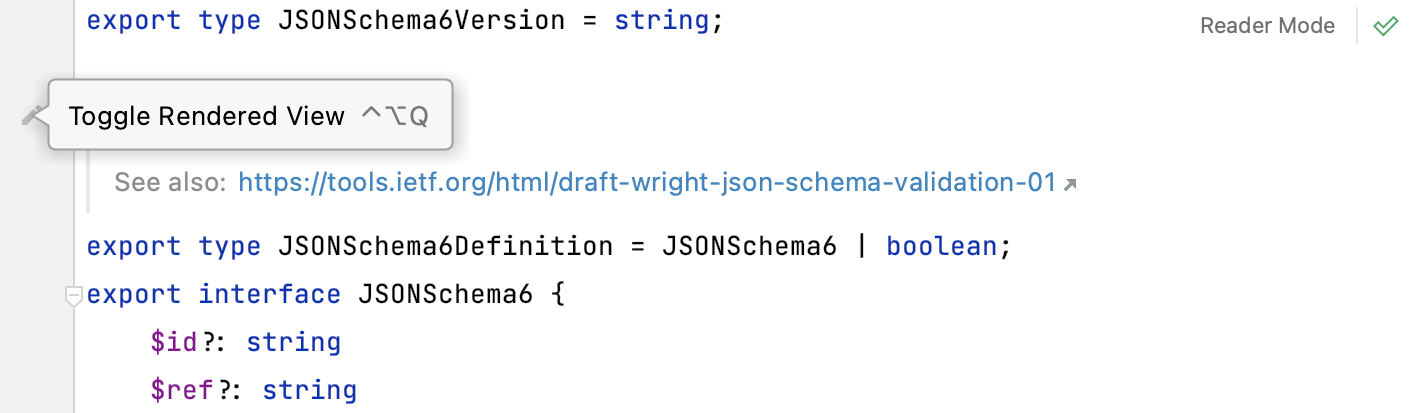 export type JSONSchema6Version = string;
Reader Mode
Toggle Rendered View ⌃⌥Q
See also: https://tools.ietf.org/html/draft-wright-json-schema-validation-01
export type JSONSchema6Definition = JSONSchema6 | boolean;
export interface JSONSchema6 {
$id?: string
$ref?: string